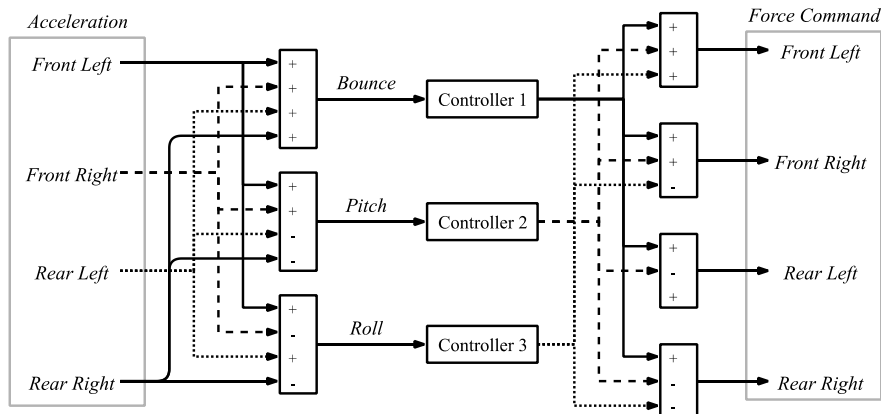 Acceleration
Front Left
Front Right
Rear Left
Rear Right
+
+
+
+
Bounce
+
+
-
-
Pitch
+
-
+
-
Roll
Controller 1
Controller 2
Controller 3
+
+
+
+
+
-
+
-
+
+
-
-
Force Command
Front Left
Front Right
Rear Left
Rear Right